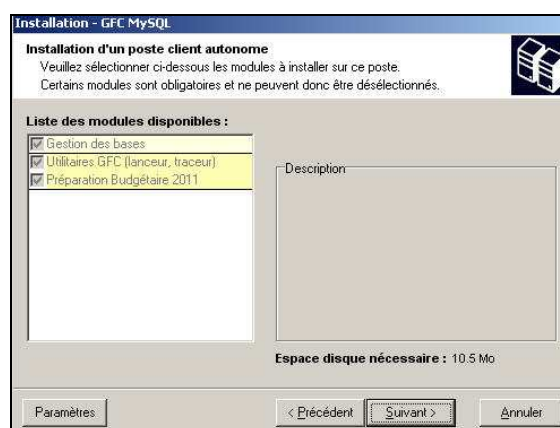 Installation - GFC MySQL
Installation d'un poste client autonome
Veuillez sélectionner ci-dessous les modules à installer sur ce poste.
Certains modules sont obligatoires et ne peuvent donc être désélectionnés.
Liste des modules disponibles :
Gestion des bases
Utilitaires GFC (lanceur, traceur)
Préparation Budgétaire 2011
Description
Espace disque nécessaire : 10.5 Mo
Paramètres
< Précédent
Suivant >
Annuler